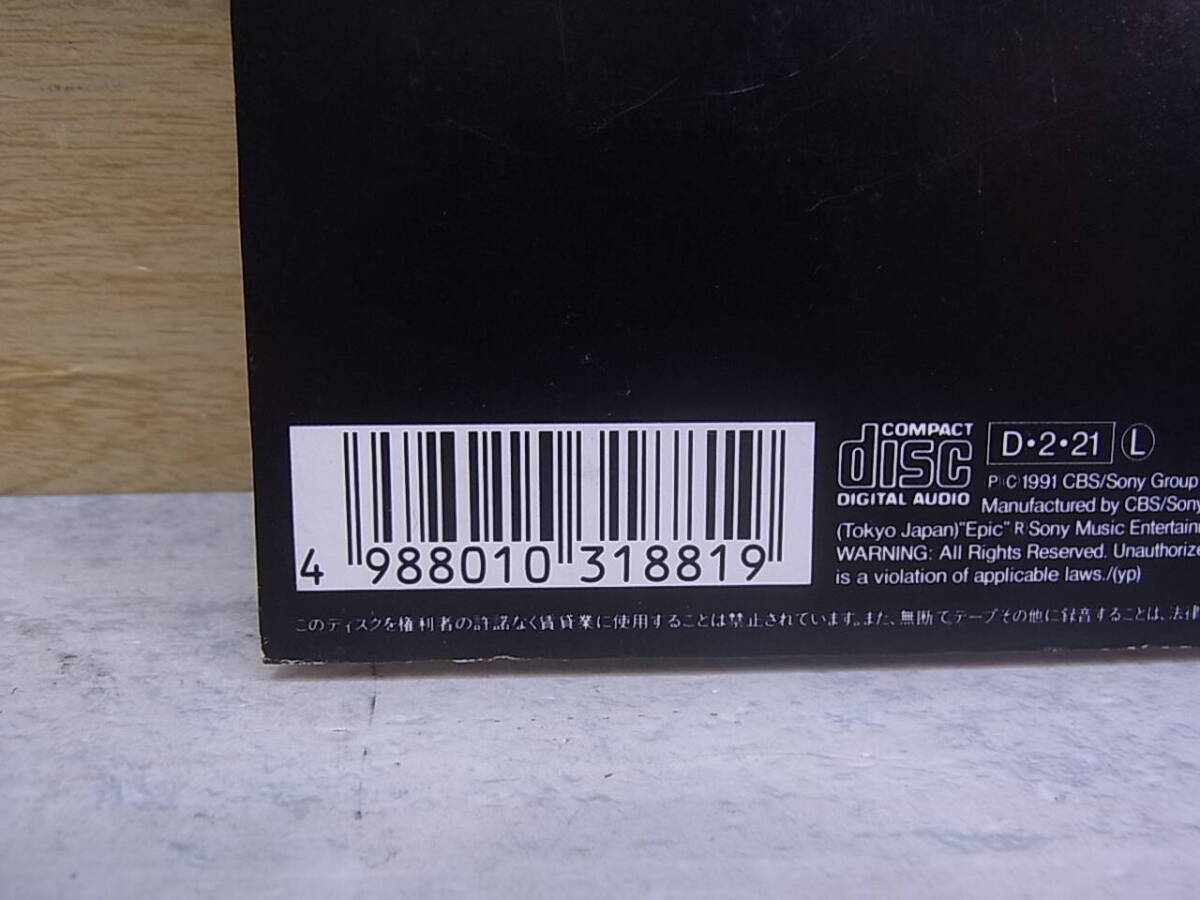 4 988010 318819
COMPACT
disc
DIGITAL AUDIO
D・2・21 L
P C 1991 CBS/Sony Group
Manufactured by CBS/Sony
(Tokyo Japan)"Epic" R Sony Music Entertainm
WARNING: All Rights Reserved. Unauthorize
is a violation of applicable laws./(yp)
このディスクを権利者の許諾なく賃貸業に使用することは禁止されています。また、無断でテープその他に録音することは、法律